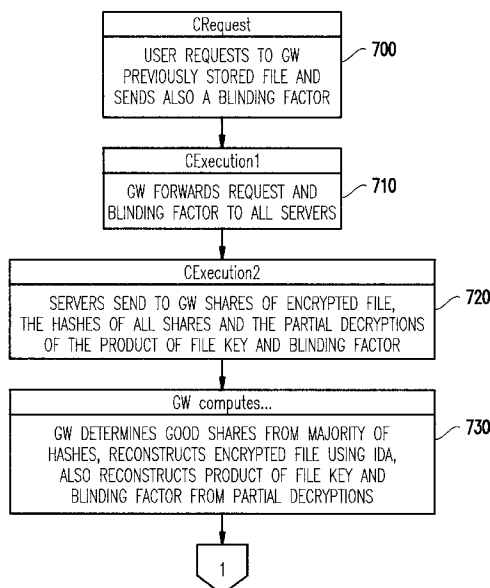 CRequest
USER REQUESTS TO GW
PREVIOUSLY STORED FILE AND
SENDS ALSO A BLINDING FACTOR
700
CExecution1
GW FORWARDS REQUEST AND
BLINDING FACTOR TO ALL SERVERS
710
CExecution2
SERVERS SEND TO GW SHARES OF ENCRYPTED FILE,
THE HASHES OF ALL SHARES AND THE PARTIAL DECRYPTIONS
OF THE PRODUCT OF FILE KEY AND BLINDING FACTOR
720
GW computes...
GW DETERMINES GOOD SHARES FROM MAJORITY OF
HASHES, RECONSTRUCTS ENCRYPTED FILE USING IDA,
ALSO RECONSTRUCTS PRODUCT OF FILE KEY AND
BLINDING FACTOR FROM PARTIAL DECRYPTIONS
730
1